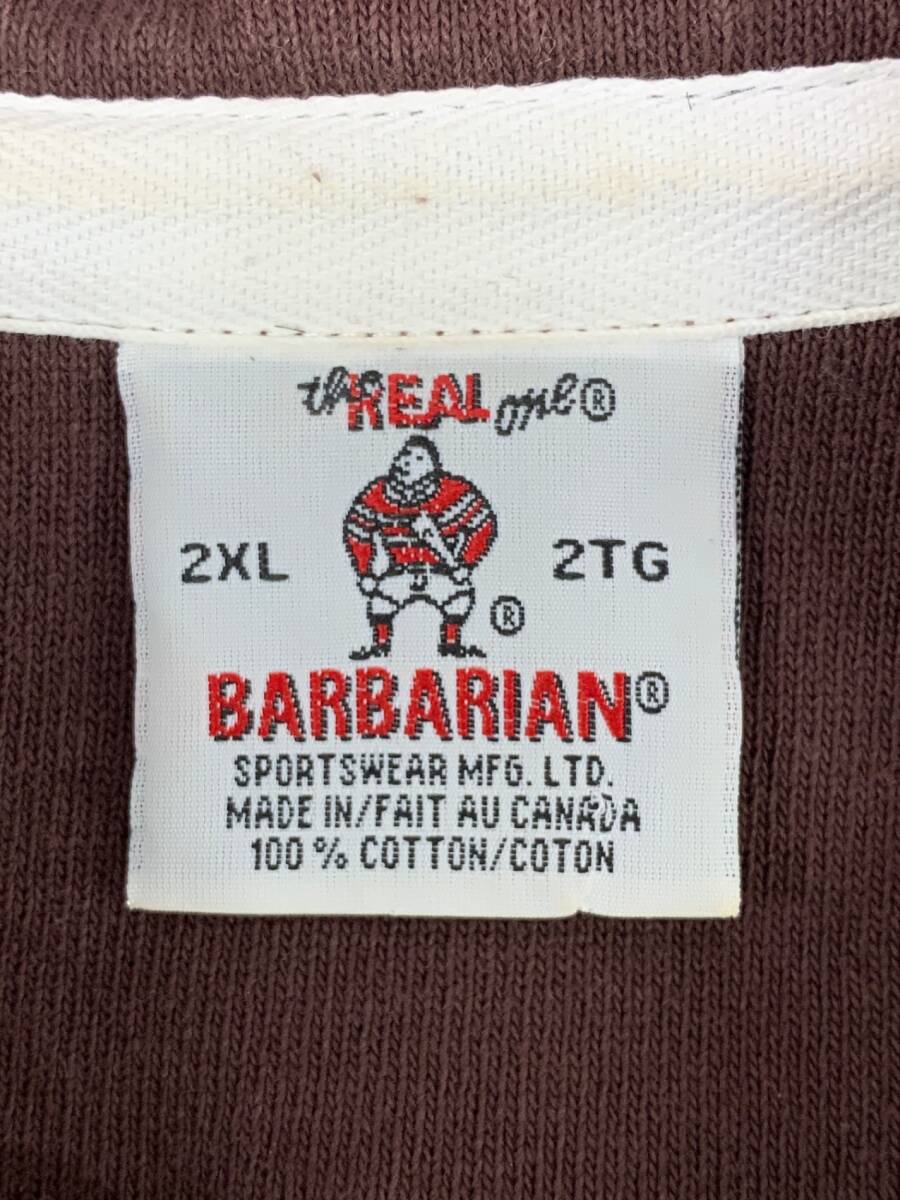 the REAL one®
2XL 2TG
®
BARBARIAN®
SPORTSWEAR MFG. LTD.
MADE IN/FAIT AU CANADA
100 % COTTON/COTON